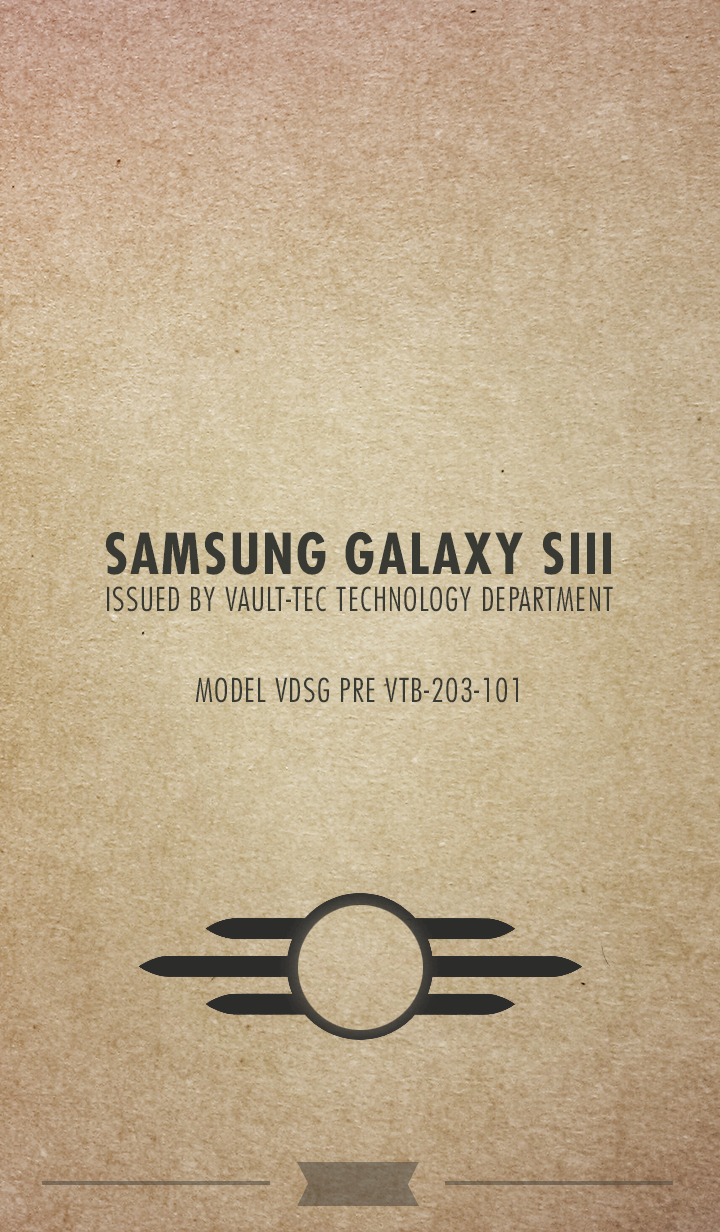 SAMSUNG GALAXY SIII
ISSUED BY VAULT-TEC TECHNOLOGY DEPARTMENT
MODEL VDSG PRE VTB-203-101